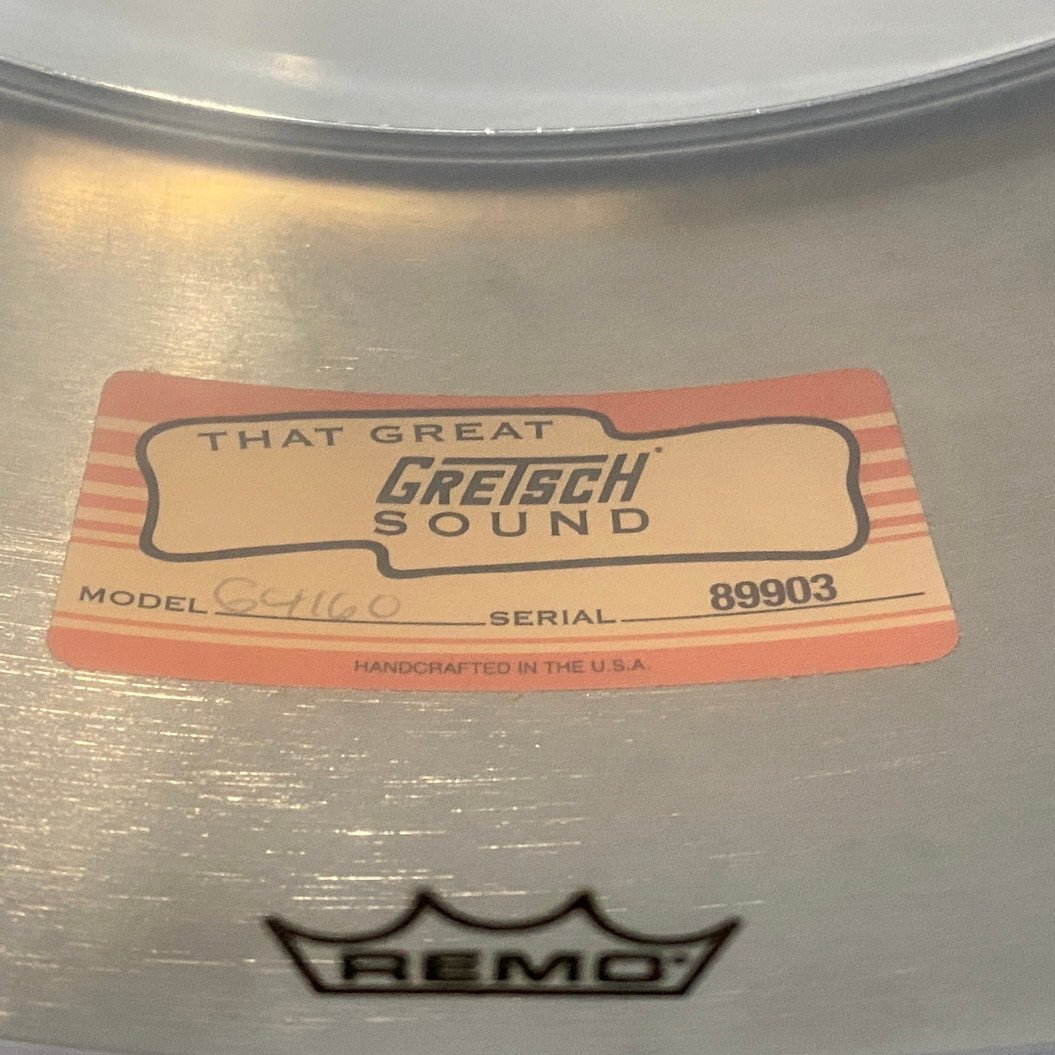 THAT GREAT
GRETSCH
SOUND
MODEL G4160 SERIAL 89903
HANDCRAFTED IN THE U.S.A.
REMO